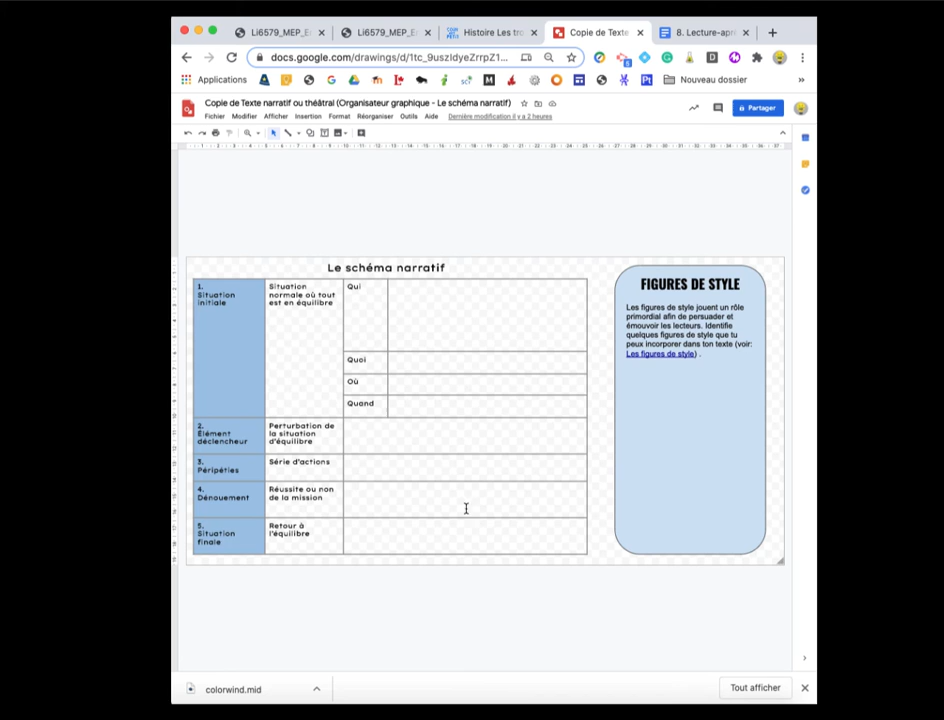 Li6579_MEP_E
Li6579_MEP_E
Histoire Les tro
Copie de Texte
8. Lecture-apr
docs.google.com/drawings/d/1tc_9uszIdyeZrrpZ1...
Applications
Nouveau dossier
Copie de Texte narratif ou théâtral (Organisateur graphique - Le schéma narratif)
Fichier Modifier Afficher Insertion Format Réorganiser Outils Aide Dernière modification il y a 2 heures
Partager
Le schéma narratif
1.
Situation
initiale
Situation
normale où tout
est en équilibre
Qui
Quoi
Où
Quand
2.
Élément
déclencheur
Perturbation de
la situation
d'équilibre
3.
Péripéties
Série d'actions
4.
Dénouement
Réussite ou non
de la mission
5.
Situation
finale
Retour à
l'équilibre
FIGURES DE STYLE
Les figures de style jouent un rôle
primordial afin de persuader et
émouvoir les lecteurs. Identifie
quelques figures de style que tu
peux incorporer dans ton texte (voir:
Les figures de style) .
colorwind.mid
Tout afficher